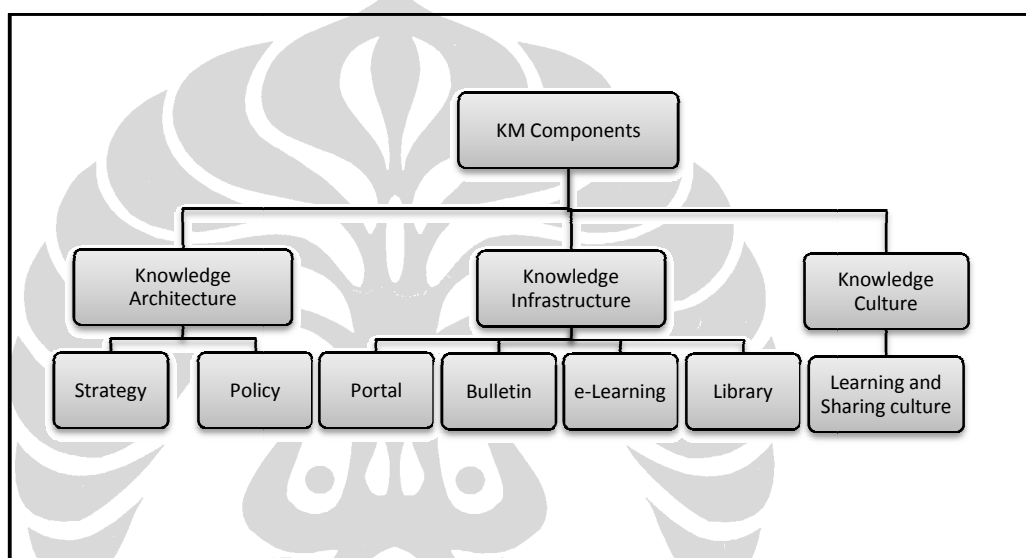 KM Components
Knowledge
Architecture
Knowledge
Infrastructure
Knowledge
Culture
Strategy
Policy
Portal
Bulletin
e-Learning
Library
Learning and
Sharing culture